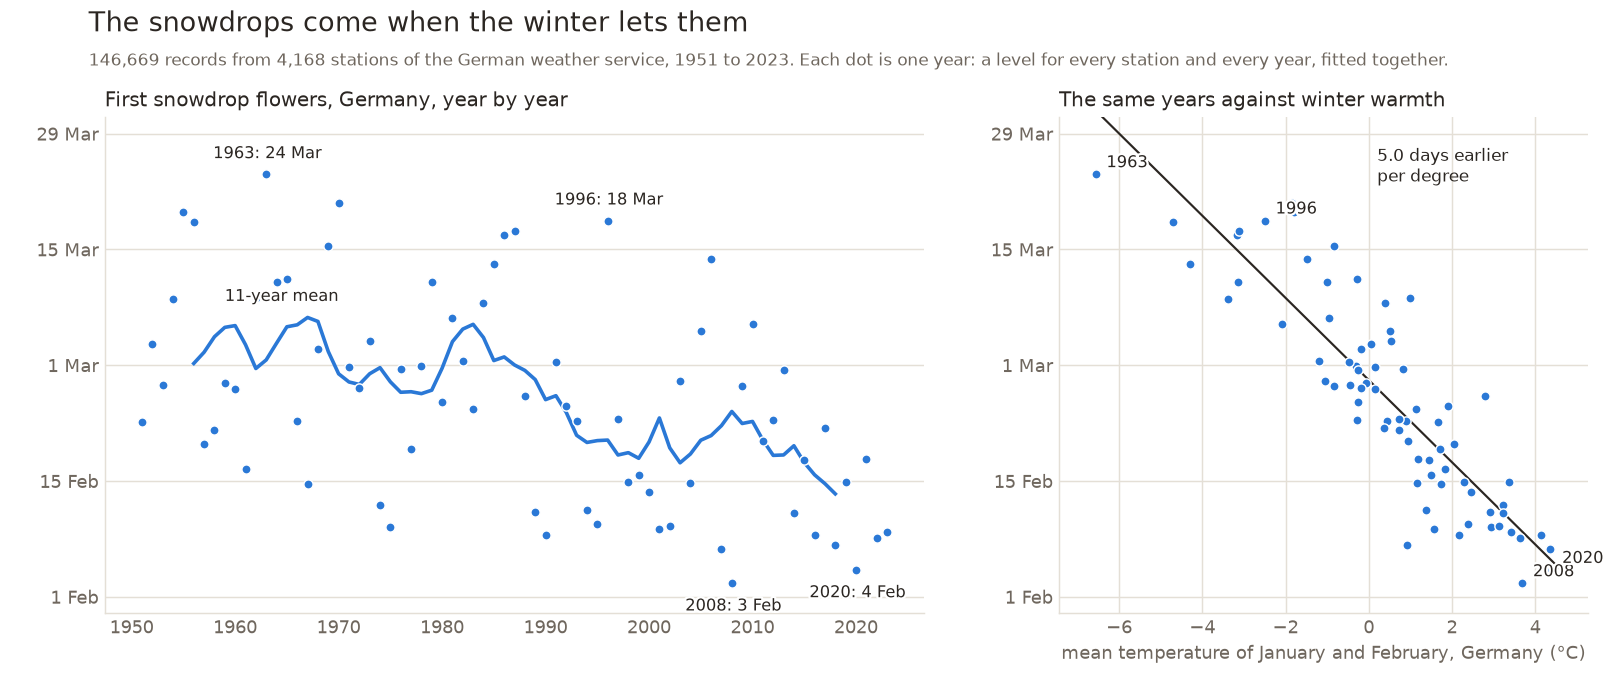 The snowdrops come when the winter lets them
146,669 records from 4,168 stations of the German weather service, 1951 to 2023. Each dot is one year: a level for every station and every year, fitted together.
First snowdrop flowers, Germany, year by year
29 Mar
15 Mar
1 Mar
15 Feb
1 Feb
1963: 24 Mar
1996: 18 Mar
11-year mean
2020: 4 Feb
2008: 3 Feb
1950 1960 1970 1980 1990 2000 2010 2020
The same years against winter warmth
29 Mar
15 Mar
1 Mar
15 Feb
1 Feb
5.0 days earlier
per degree
1963
1996
2020
2008
−6 −4 −2 0 2 4
mean temperature of January and February, Germany (°C)